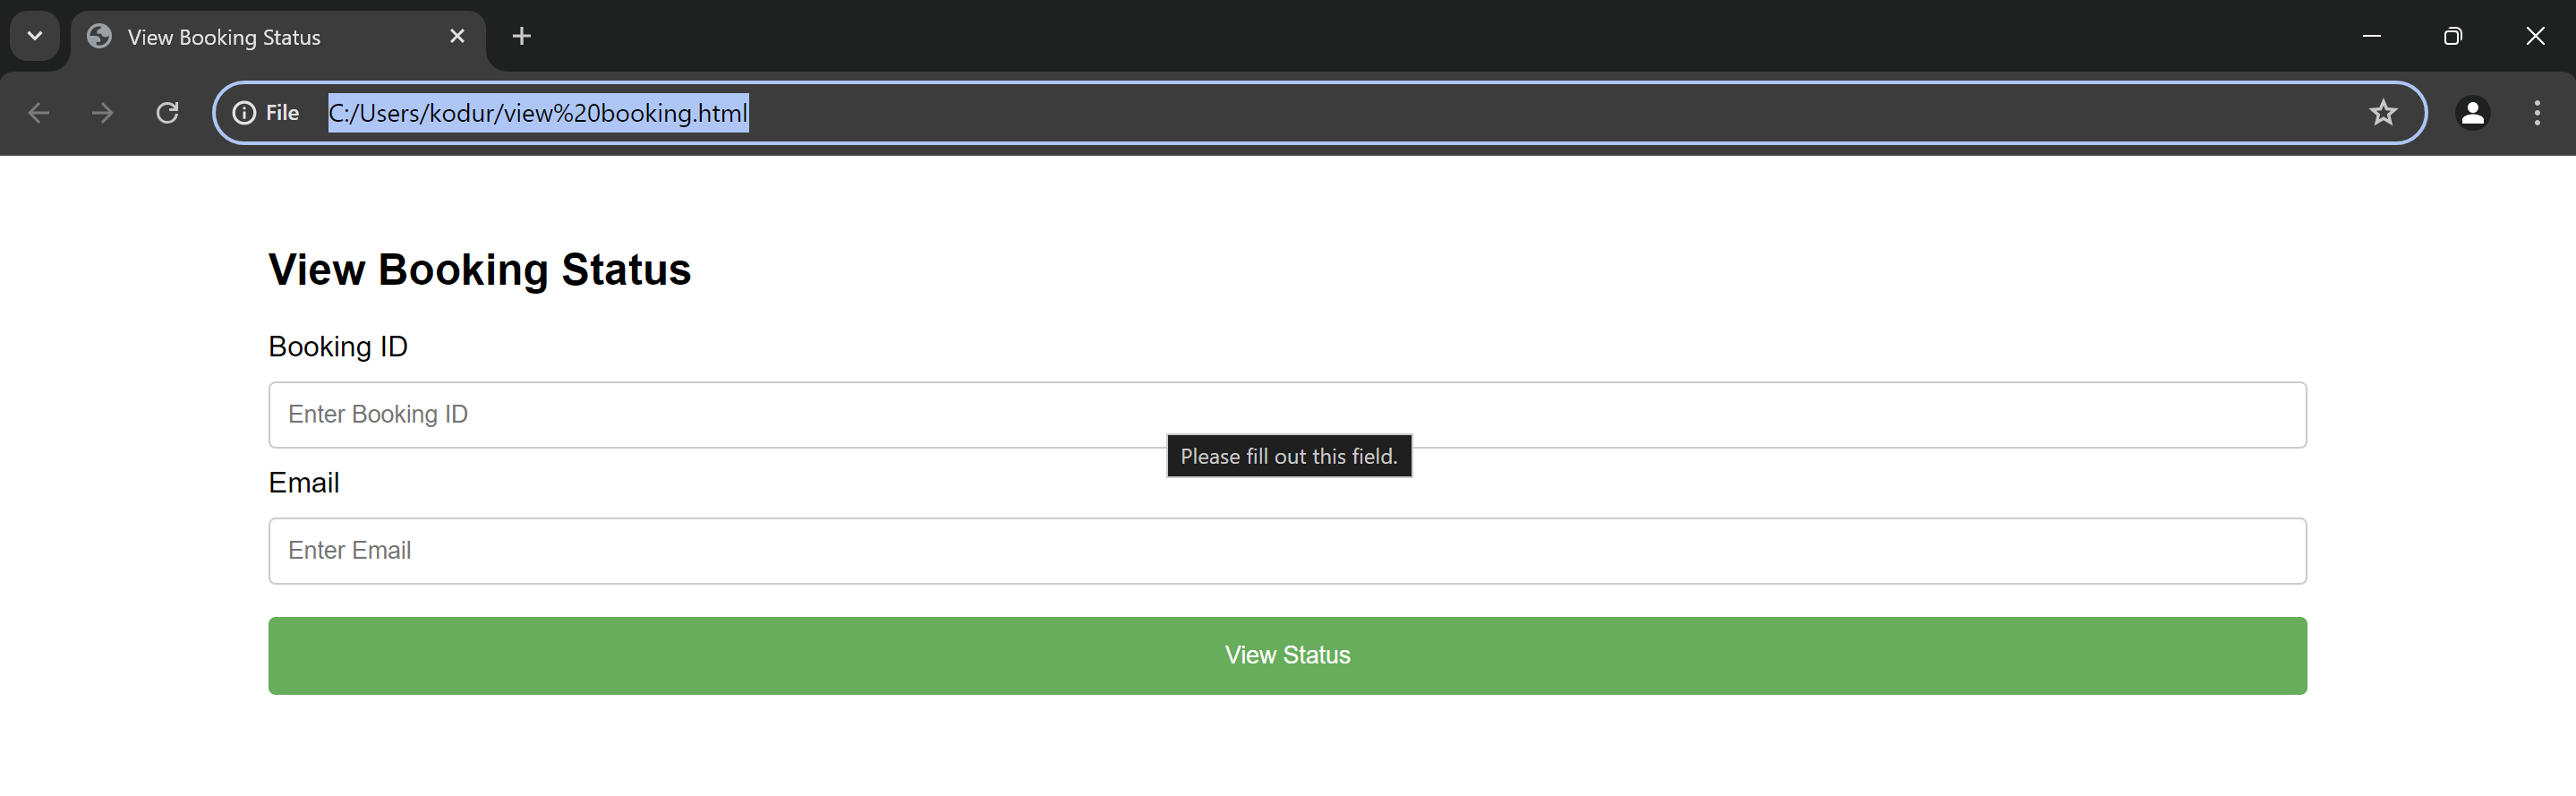 View Booking Status
File C:/Users/kodur/view%20booking.html
View Booking Status
Booking ID
Enter Booking ID
Please fill out this field.
Email
Enter Email
View Status